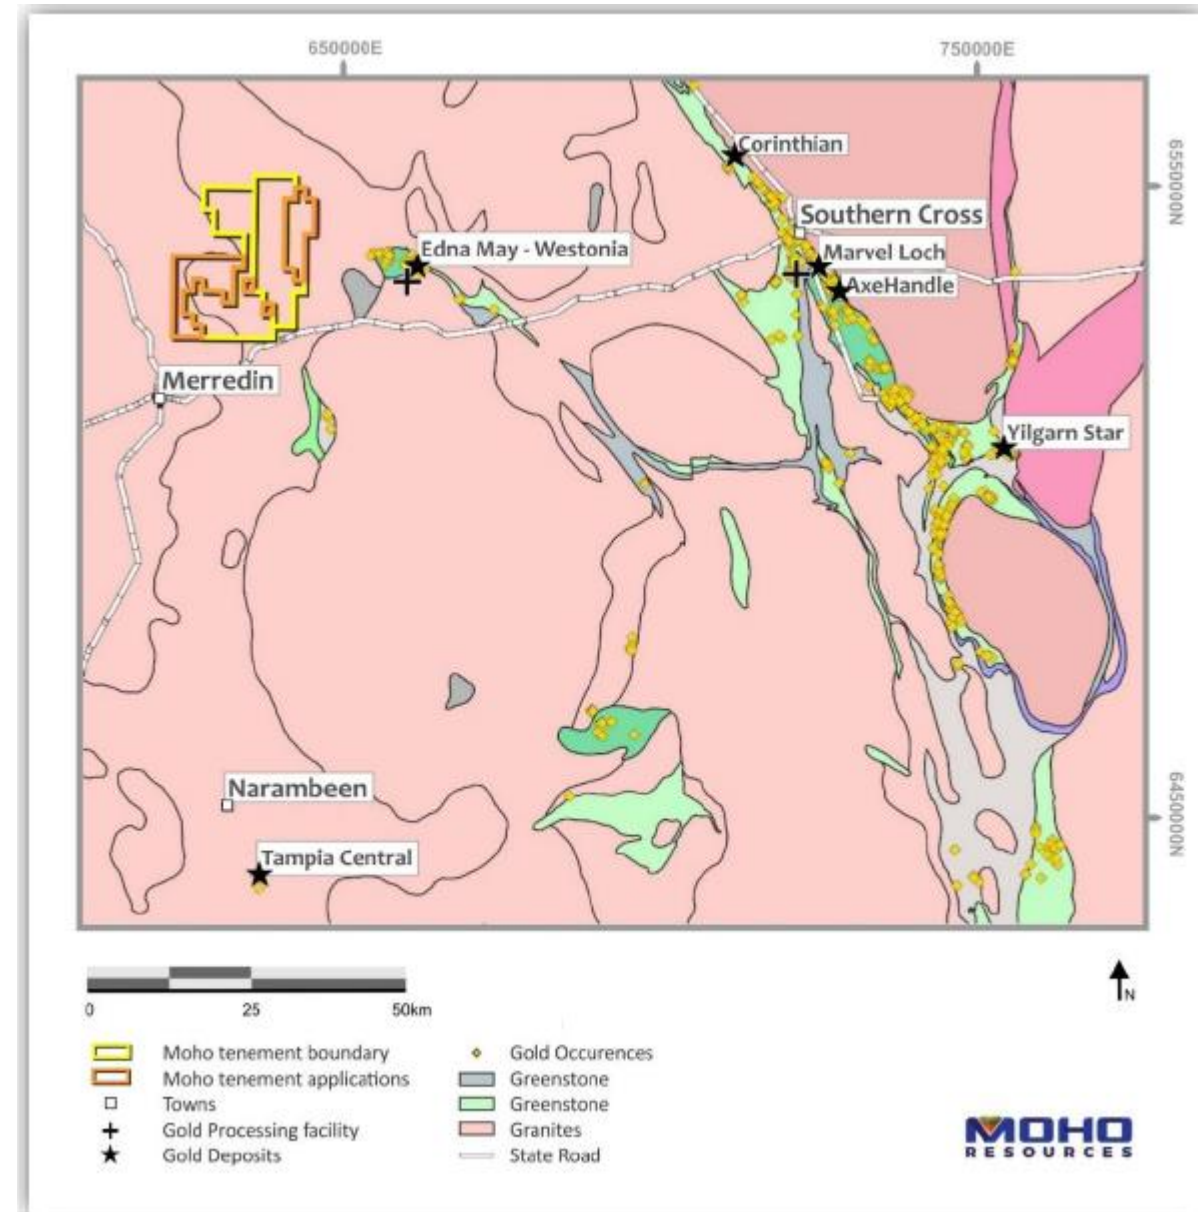 650000E
750000E
6550000N
Corinthian
Southern Cross
Edna May - Westonia
Marvel Loch
AxeHandle
Merredin
Yilgarn Star
Narambeen
Tampia Central
6450000N
0
25
50km
N
Moho tenement boundary
Moho tenement applications
Towns
Gold Processing facility
Gold Deposits
Gold Occurences
Greenstone
Greenstone
Granites
State Road
MOHO
RESOURCES